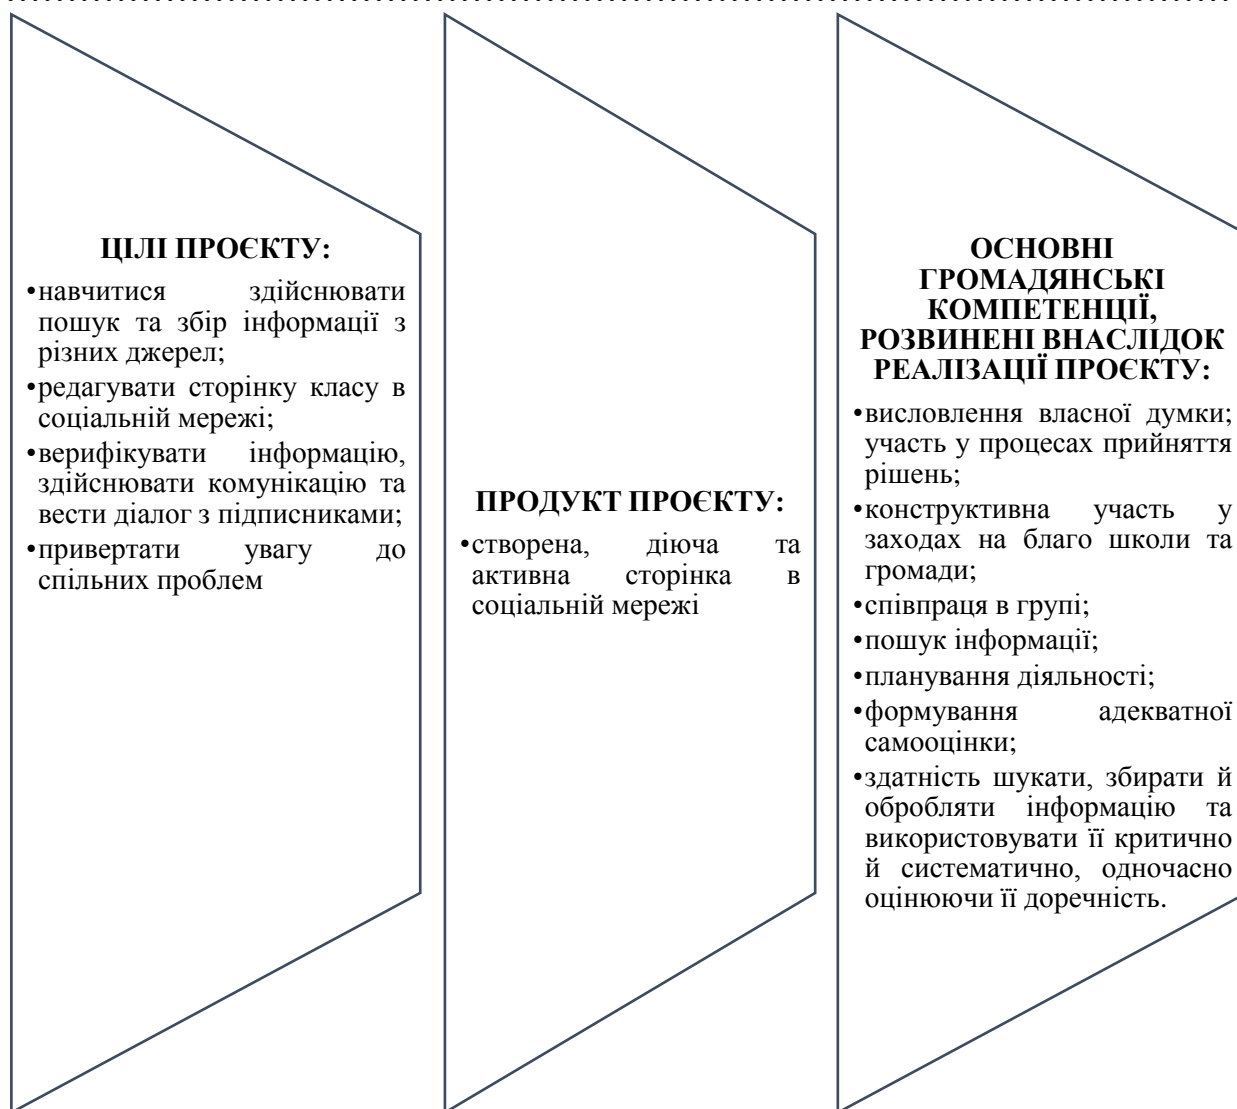 ЦІЛІ ПРОЄКТУ:
•навчитися здійснювати
пошук та збір інформації з
різних джерел;
•редагувати сторінку класу в
соціальній мережі;
•верифікувати інформацію,
здійснювати комунікацію та
вести діалог з підписниками;
•привертати увагу до
спільних проблем
ПРОДУКТ ПРОЄКТУ:
•створена, діюча та
активна сторінка в
соціальній мережі
ОСНОВНІ
ГРОМАДЯНСЬКІ
КОМПЕТЕНЦІЇ,
РОЗВИНЕНІ ВНАСЛІДОК
РЕАЛІЗАЦІЇ ПРОЄКТУ:
•висловлення власної думки;
участь у процесах прийняття
рішень;
•конструктивна участь у
заходах на благо школи та
громади;
•співпраця в групі;
•пошук інформації;
•планування діяльності;
•формування адекватної
самооцінки;
•здатність шукати, збирати й
обробляти інформацію та
використовувати її критично
й систематично, одночасно
оцінюючи її доречність.